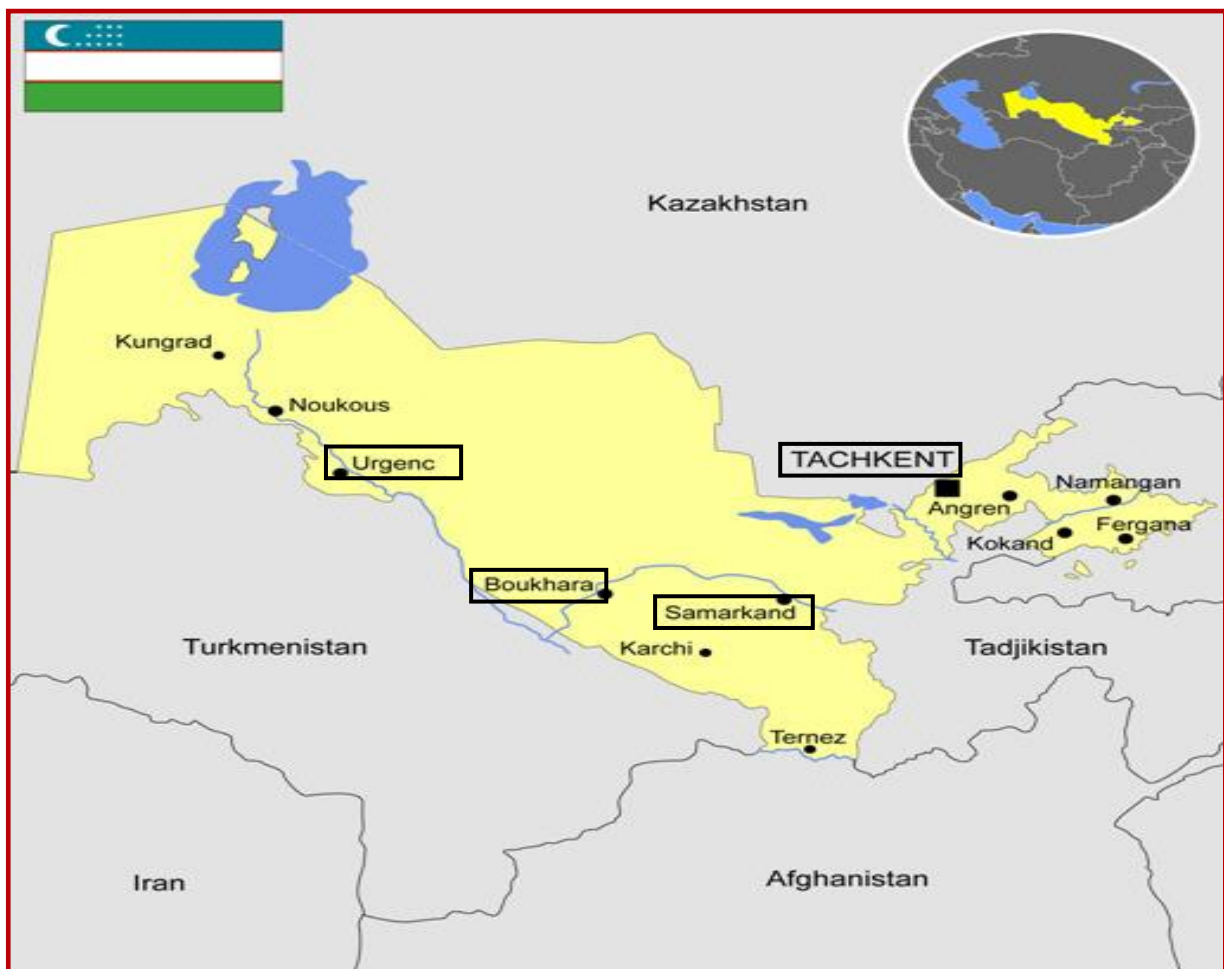 Kazakhstan
Kungrad
Noukous
Urgenc
TACHKENT
Namangan
Angren
Fergana
Kokand
Boukhara
Samarkand
Turkmenistan
Karchi
Tadjikistan
Ternez
Iran
Afghanistan